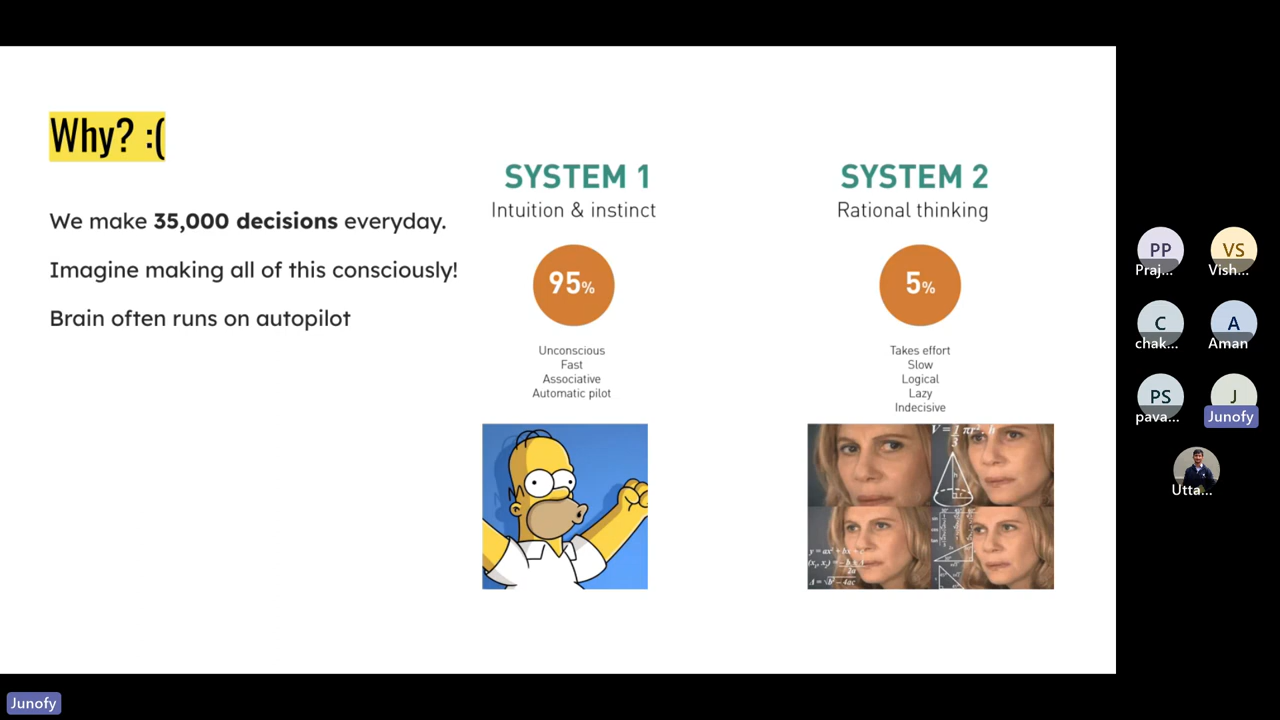 Why? :(
We make 35,000 decisions everyday.
Imagine making all of this consciously!
Brain often runs on autopilot
SYSTEM 1
Intuition & instinct
95%
Unconscious
Fast
Associative
Automatic pilot
SYSTEM 2
Rational thinking
5%
Takes effort
Slow
Logical
Lazy
Indecisive
PP
Praj...
VS
Vish...
C
chak...
A
Aman
PS
pava...
J
Junofy
Utta...
Junofy